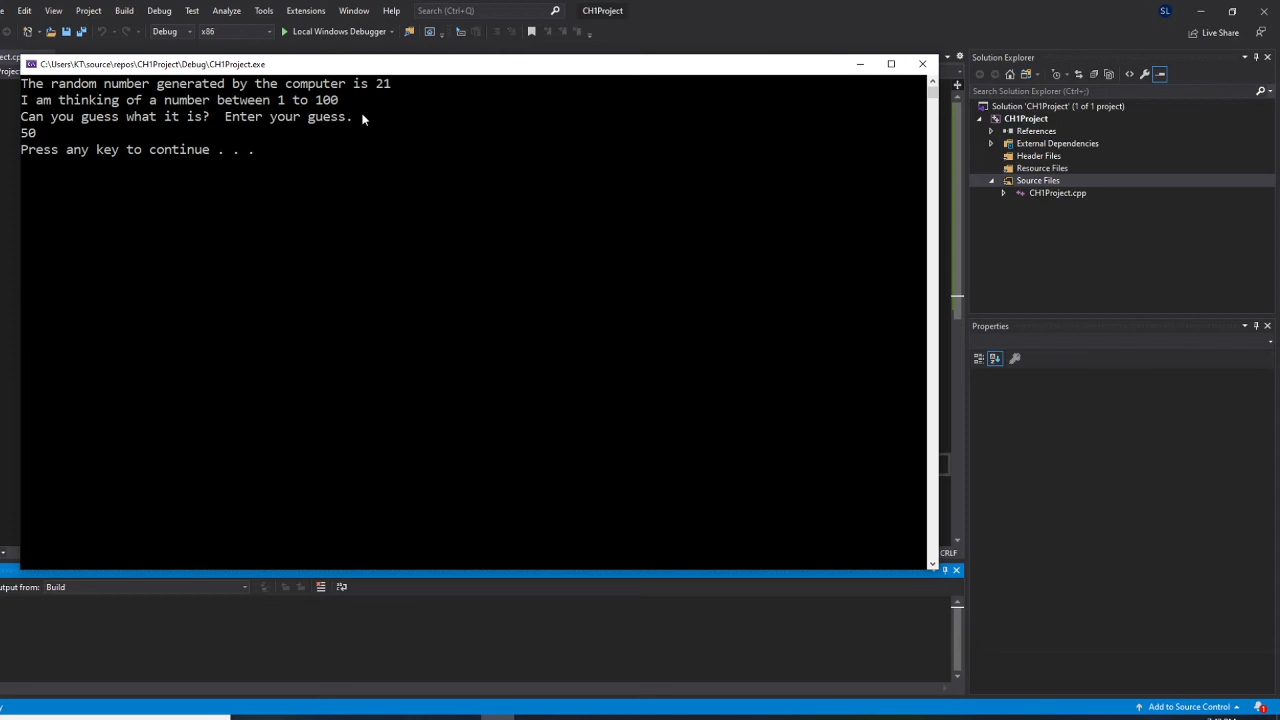 Edit View Project Build Debug Test Analyze Tools Extensions Window Help Search (Ctrl+Q) CH1Project SL
Debug x86 Local Windows Debugger Live Share
C:\Users\KT\source\repos\CH1Project\Debug\CH1Project.exe
The random number generated by the computer is 21
I am thinking of a number between 1 to 100
Can you guess what it is?  Enter your guess.
50
Press any key to continue . . .
Solution Explorer
Search Solution Explorer (Ctrl+;)
Solution 'CH1Project' (1 of 1 project)
CH1Project
References
External Dependencies
Header Files
Resource Files
Source Files
CH1Project.cpp
Properties
CRLF
utput from: Build
Add to Source Control
1